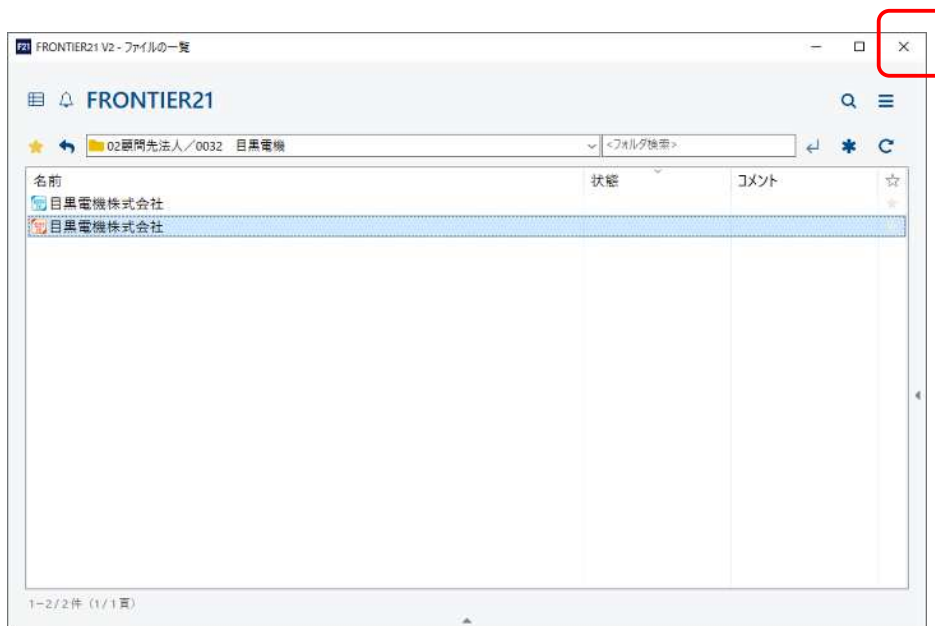 F21 FRONTIER21 V2 - ファイルの一覧
FRONTIER21
02顧問先法人／0032　目黒電機 <フォルダ検索>
名前 状態 コメント
目黒電機株式会社
目黒電機株式会社
1-2/2件 (1/1頁)